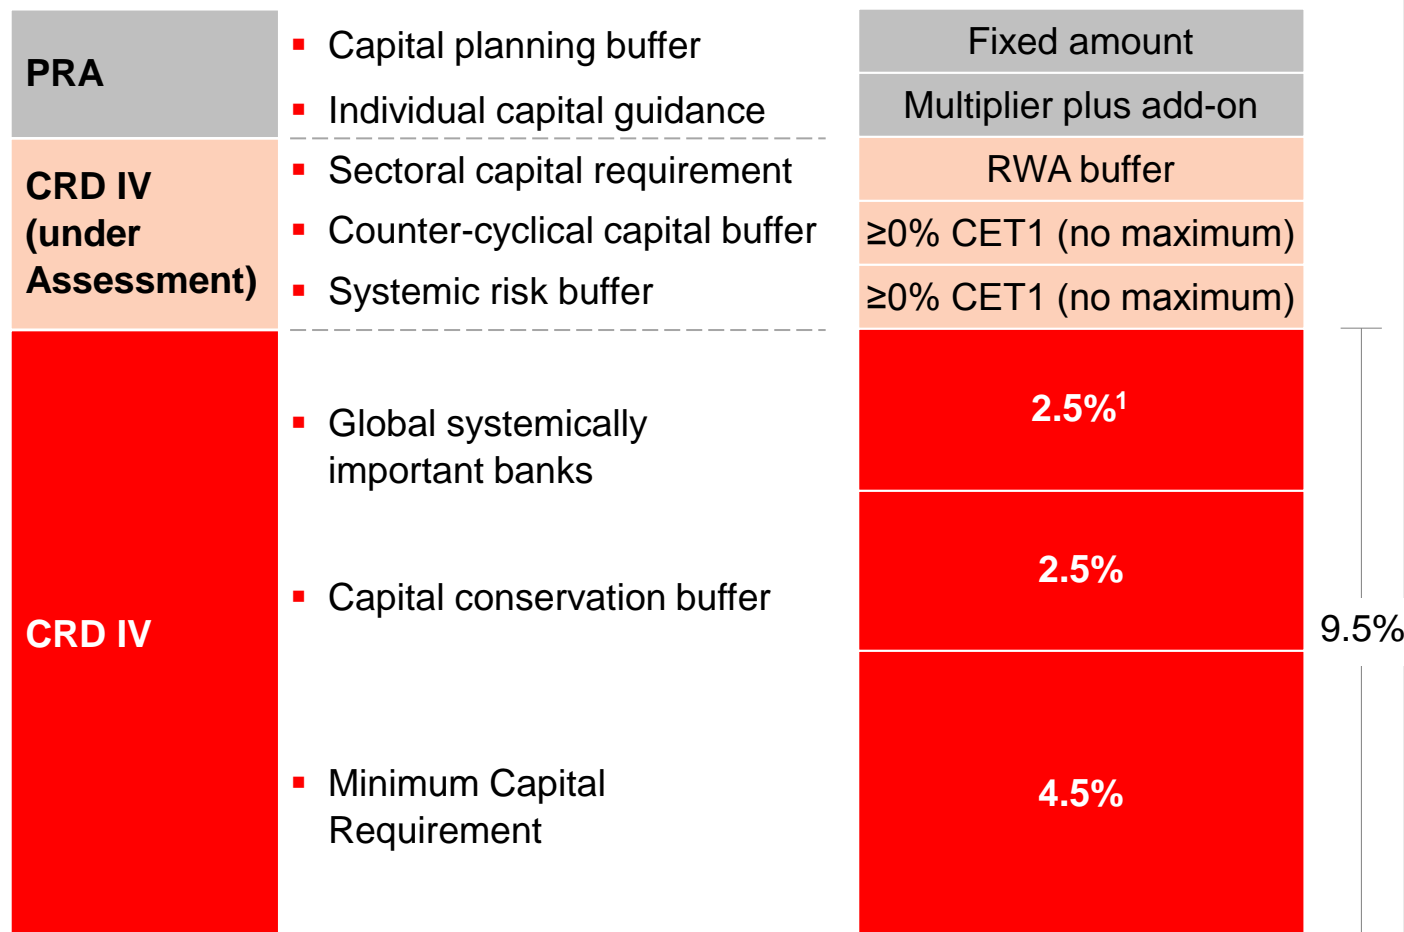 PRA
▪ Capital planning buffer
Fixed amount
▪ Individual capital guidance
Multiplier plus add-on
CRD IV
(under
Assessment)
▪ Sectoral capital requirement
RWA buffer
▪ Counter-cyclical capital buffer
≥0% CET1 (no maximum)
▪ Systemic risk buffer
≥0% CET1 (no maximum)
CRD IV
▪ Global systemically
important banks
2.5%¹
▪ Capital conservation buffer
2.5%
▪ Minimum Capital
Requirement
4.5%
9.5%